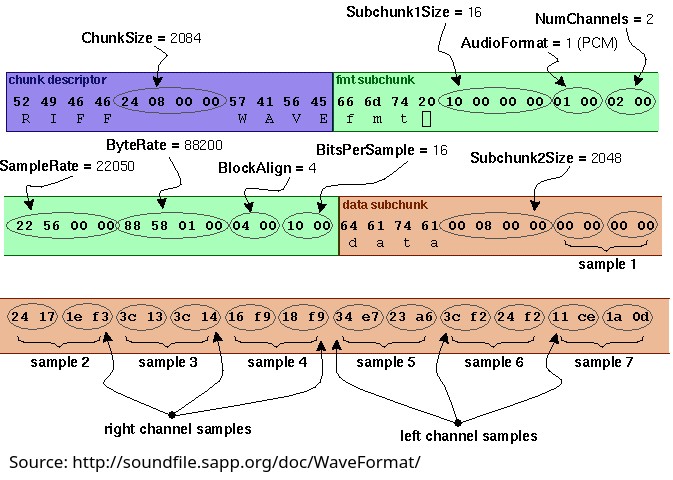 Subchunk1Size = 16
NumChannels = 2
ChunkSize = 2084
AudioFormat = 1 (PCM)
chunk descriptor
fmt subchunk
52 49 46 46 24 08 00 00 57 41 56 45 66 6d 74 20 10 00 00 00 01 00 02 00
R I F F W A V E f m t
ByteRate = 88200
SampleRate = 22050
BlockAlign = 4
BitsPerSample = 16
Subchunk2Size = 2048
data subchunk
22 56 00 00 88 58 01 00 04 00 10 00 64 61 74 61 00 08 00 00 00 00 00 00
d a t a
sample 1
24 17 1e f3 3c 13 3c 14 16 f9 18 f9 34 e7 23 a6 3c f2 24 f2 11 ce 1a 0d
sample 2 sample 3 sample 4 sample 5 sample 6 sample 7
right channel samples
left channel samples
Source: http://soundfile.sapp.org/doc/WaveFormat/